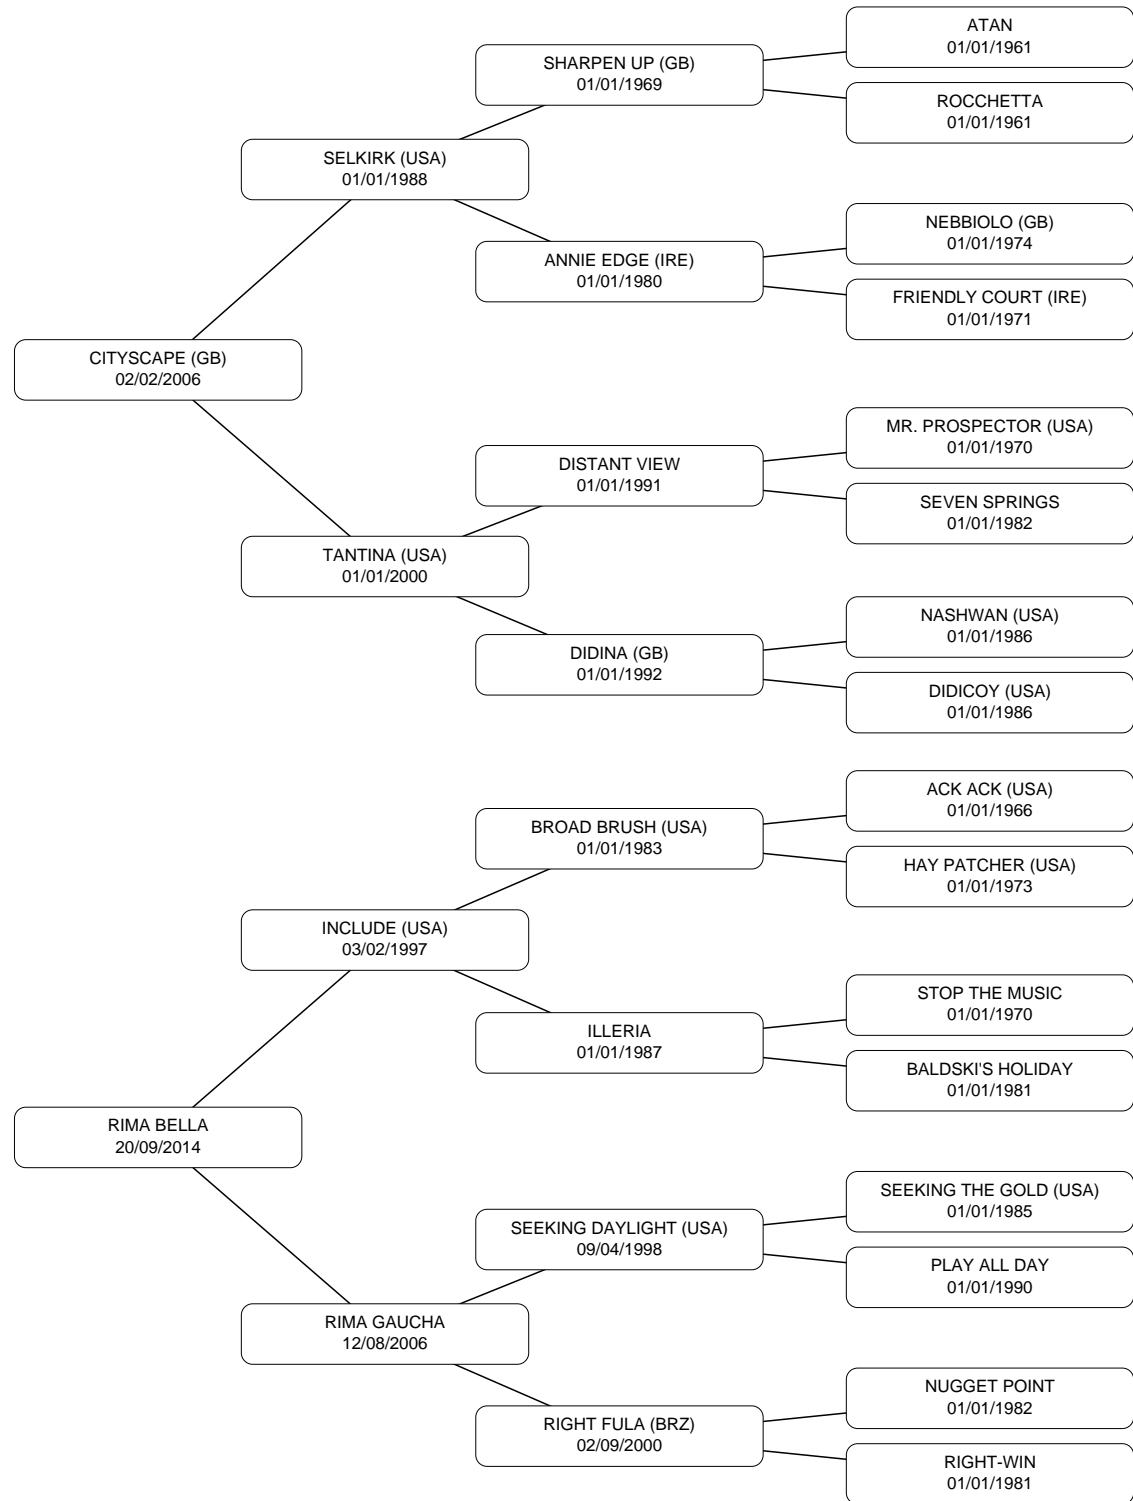 ATAN
01/01/1961
SHARPEN UP (GB)
01/01/1969
ROCCHETTA
01/01/1961
SELKIRK (USA)
01/01/1988
NEBBIOLO (GB)
01/01/1974
ANNIE EDGE (IRE)
01/01/1980
FRIENDLY COURT (IRE)
01/01/1971
CITYSCAPE (GB)
02/02/2006
MR. PROSPECTOR (USA)
01/01/1970
DISTANT VIEW
01/01/1991
SEVEN SPRINGS
01/01/1982
TANTINA (USA)
01/01/2000
NASHWAN (USA)
01/01/1986
DIDINA (GB)
01/01/1992
DIDICOY (USA)
01/01/1986
ACK ACK (USA)
01/01/1966
BROAD BRUSH (USA)
01/01/1983
HAY PATCHER (USA)
01/01/1973
INCLUDE (USA)
03/02/1997
STOP THE MUSIC
01/01/1970
ILLERIA
01/01/1987
BALDSKI'S HOLIDAY
01/01/1981
RIMA BELLA
20/09/2014
SEEKING THE GOLD (USA)
01/01/1985
SEEKING DAYLIGHT (USA)
09/04/1998
PLAY ALL DAY
01/01/1990
RIMA GAUCHA
12/08/2006
NUGGET POINT
01/01/1982
RIGHT FULA (BRZ)
02/09/2000
RIGHT-WIN
01/01/1981